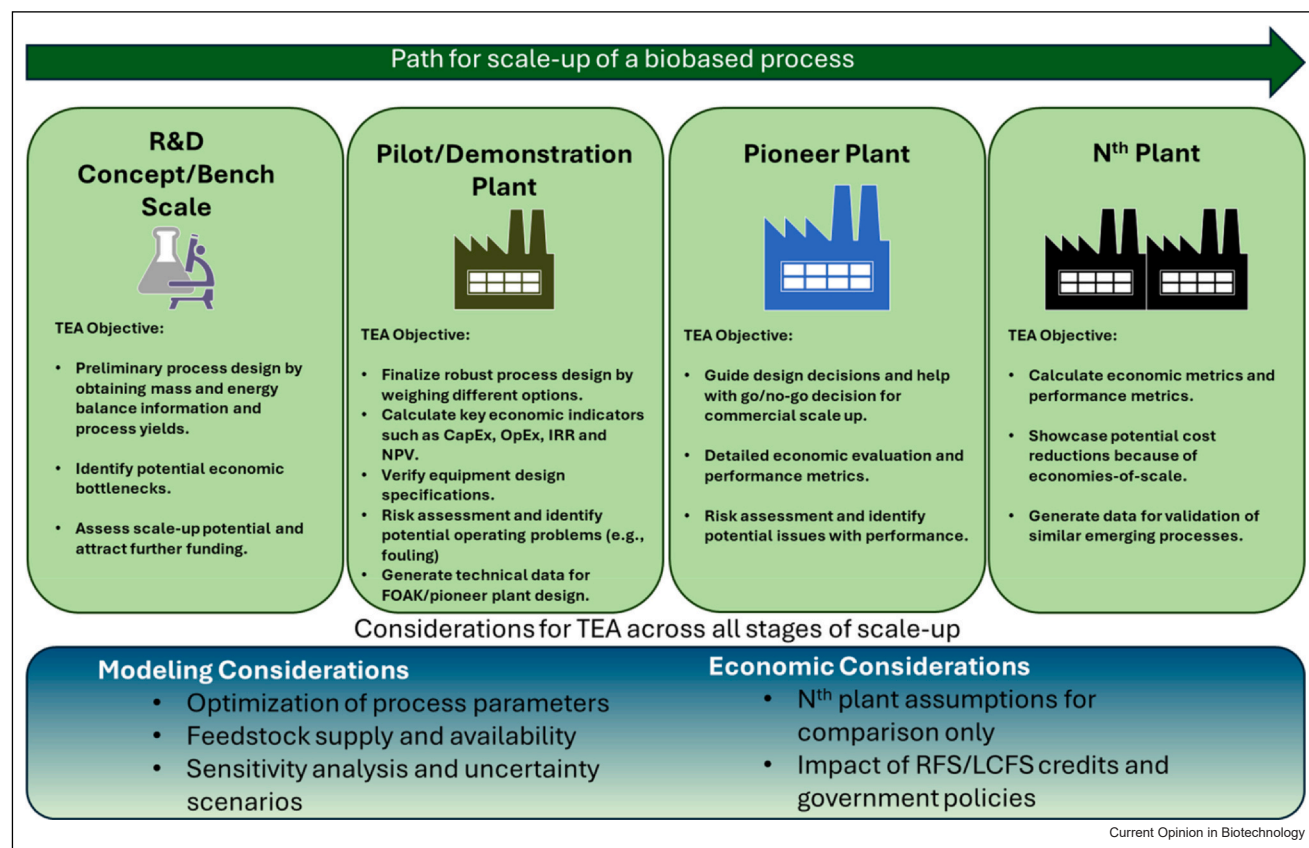 Path for scale-up of a biobased process
R&D
Concept/Bench
Scale
TEA Objective:
• Preliminary process design by
obtaining mass and energy
balance information and
process yields.
• Identify potential economic
bottlenecks.
• Assess scale-up potential and
attract further funding.
Pilot/Demonstration
Plant
TEA Objective:
• Finalize robust process design by
weighing different options.
• Calculate key economic indicators
such as CapEx, OpEx, IRR and
NPV.
• Verify equipment design
specifications.
• Risk assessment and identify
potential operating problems (e.g.,
fouling)
• Generate technical data for
FOAK/pioneer plant design.
Pioneer Plant
TEA Objective:
• Guide design decisions and help
with go/no-go decision for
commercial scale up.
• Detailed economic evaluation and
performance metrics.
• Risk assessment and identify
potential issues with performance.
Nth Plant
TEA Objective:
• Calculate economic metrics and
performance metrics.
• Showcase potential cost
reductions because of
economies-of-scale.
• Generate data for validation of
similar emerging processes.
Considerations for TEA across all stages of scale-up
Modeling Considerations
• Optimization of process parameters
• Feedstock supply and availability
• Sensitivity analysis and uncertainty
scenarios
Economic Considerations
• Nth plant assumptions for
comparison only
• Impact of RFS/LCFS credits and
government policies
Current Opinion in Biotechnology